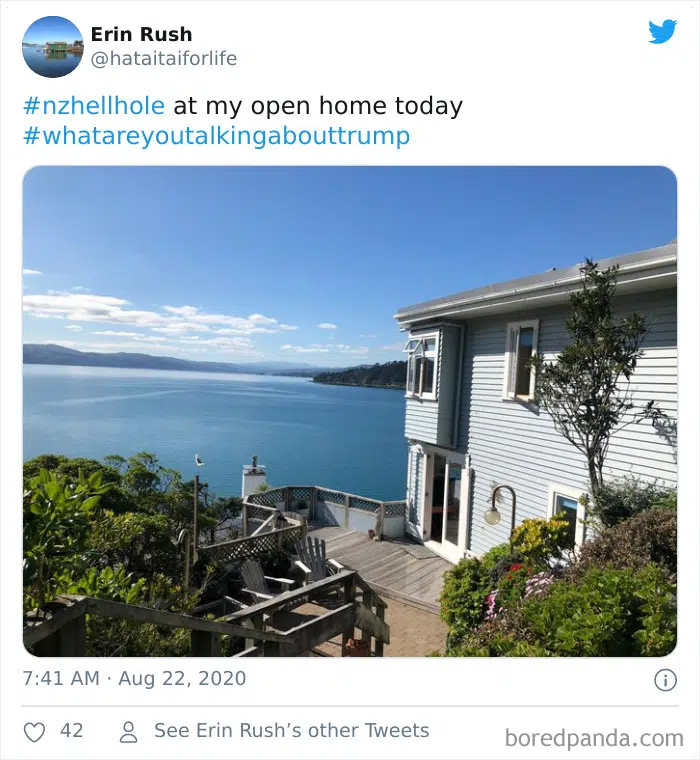 Erin Rush
@hataitaiforlife
#nzhellhole at my open home today
#whatareyoutalkingabouttrump
7:41 AM · Aug 22, 2020
42
See Erin Rush’s other Tweets
boredpanda.com